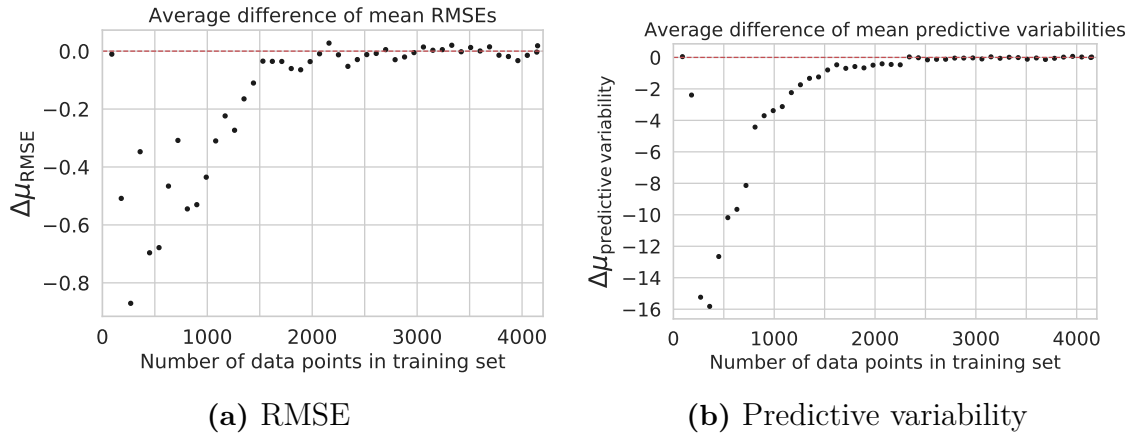 Average difference of mean RMSEs
0.0
−0.2
−0.4
−0.6
−0.8
ΔμRMSE
0 1000 2000 3000 4000
Number of data points in training set
(a) RMSE
Average difference of mean predictive variabilities
0
−2
−4
−6
−8
−10
−12
−14
−16
Δμpredictive variability
0 1000 2000 3000 4000
Number of data points in training set
(b) Predictive variability